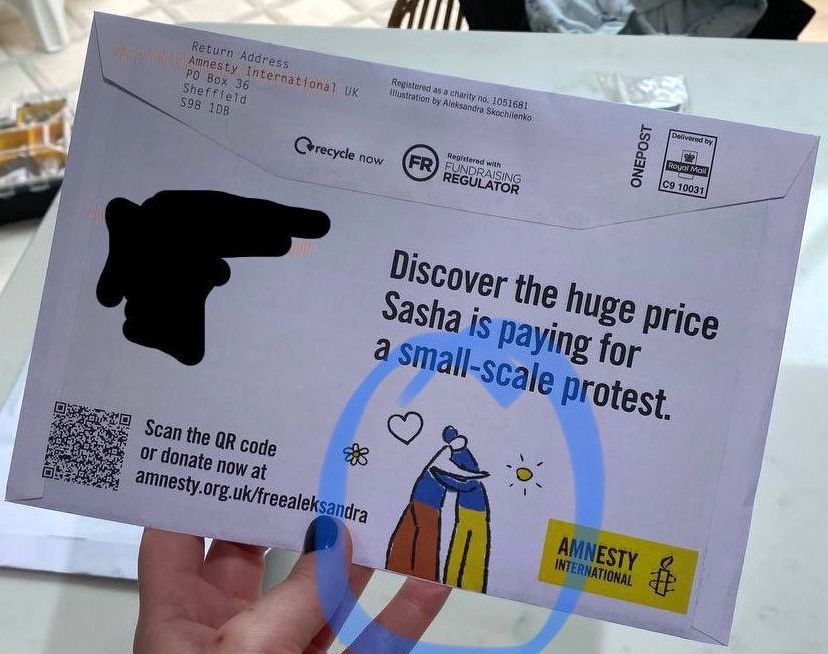 Return Address
Amnesty International UK
PO Box 36
Sheffield
S9B 1DB
Registered as a charity no. 1051681
Illustration by Aleksandra Skochilenko
recycle now
FR
Registered with
FUNDRAISING
REGULATOR
ONEPOST
Delivered by
Royal Mail
C9 10031
Discover the huge price
Sasha is paying for
a small-scale protest.
Scan the QR code
or donate now at
amnesty.org.uk/freealeksandra
AMNESTY
INTERNATIONAL